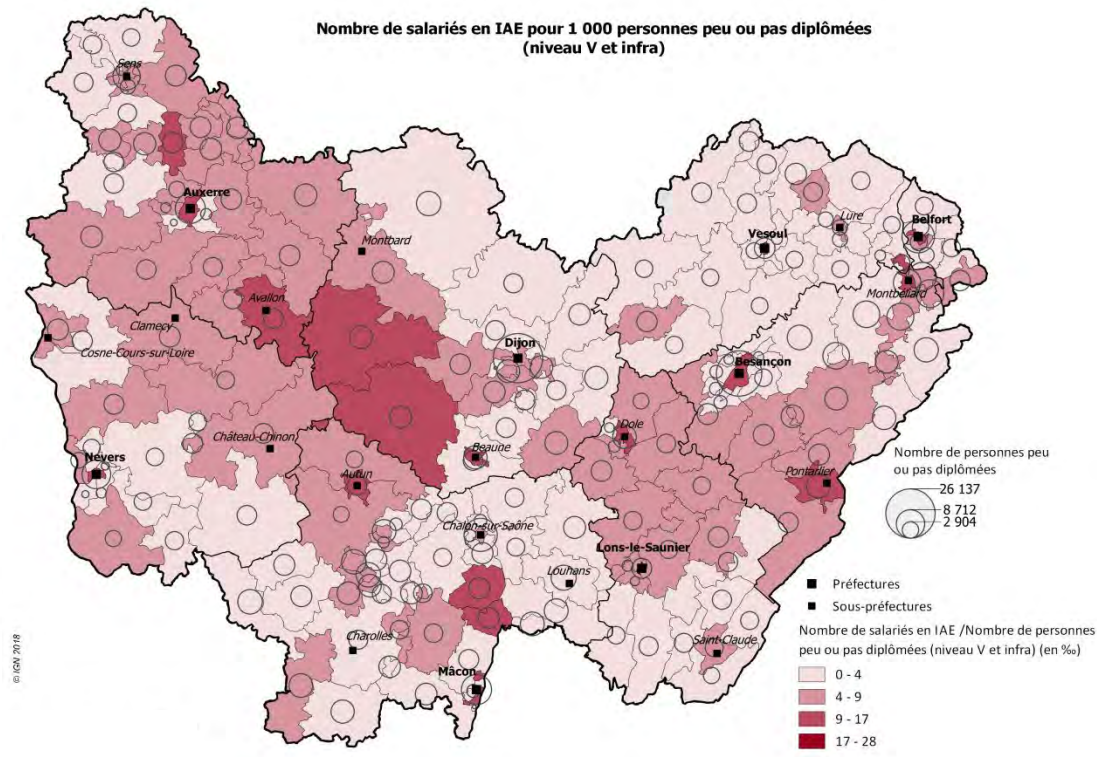 Nombre de salariés en IAE pour 1 000 personnes peu ou pas diplômées
(niveau V et infra)
Sens
Auxerre
Montbard
Vesoul
Lure
Belfort
Montbéliard
Avallon
Clamecy
Cosne-Cours-sur-Loire
Dijon
Besançon
Château-Chinon
Dole
Beaune
Nevers
Autun
Pontarlier
Nombre de personnes peu
ou pas diplômées
26 137
8 712
2 904
Chalon-sur-Saône
Lons-le-Saunier
Louhans
Charolles
Saint-Claude
Mâcon
Préfectures
Sous-préfectures
Nombre de salariés en IAE /Nombre de personnes
peu ou pas diplômées (niveau V et infra) (en ‰)
0 - 4
4 - 9
9 - 17
17 - 28
© IGN 2018